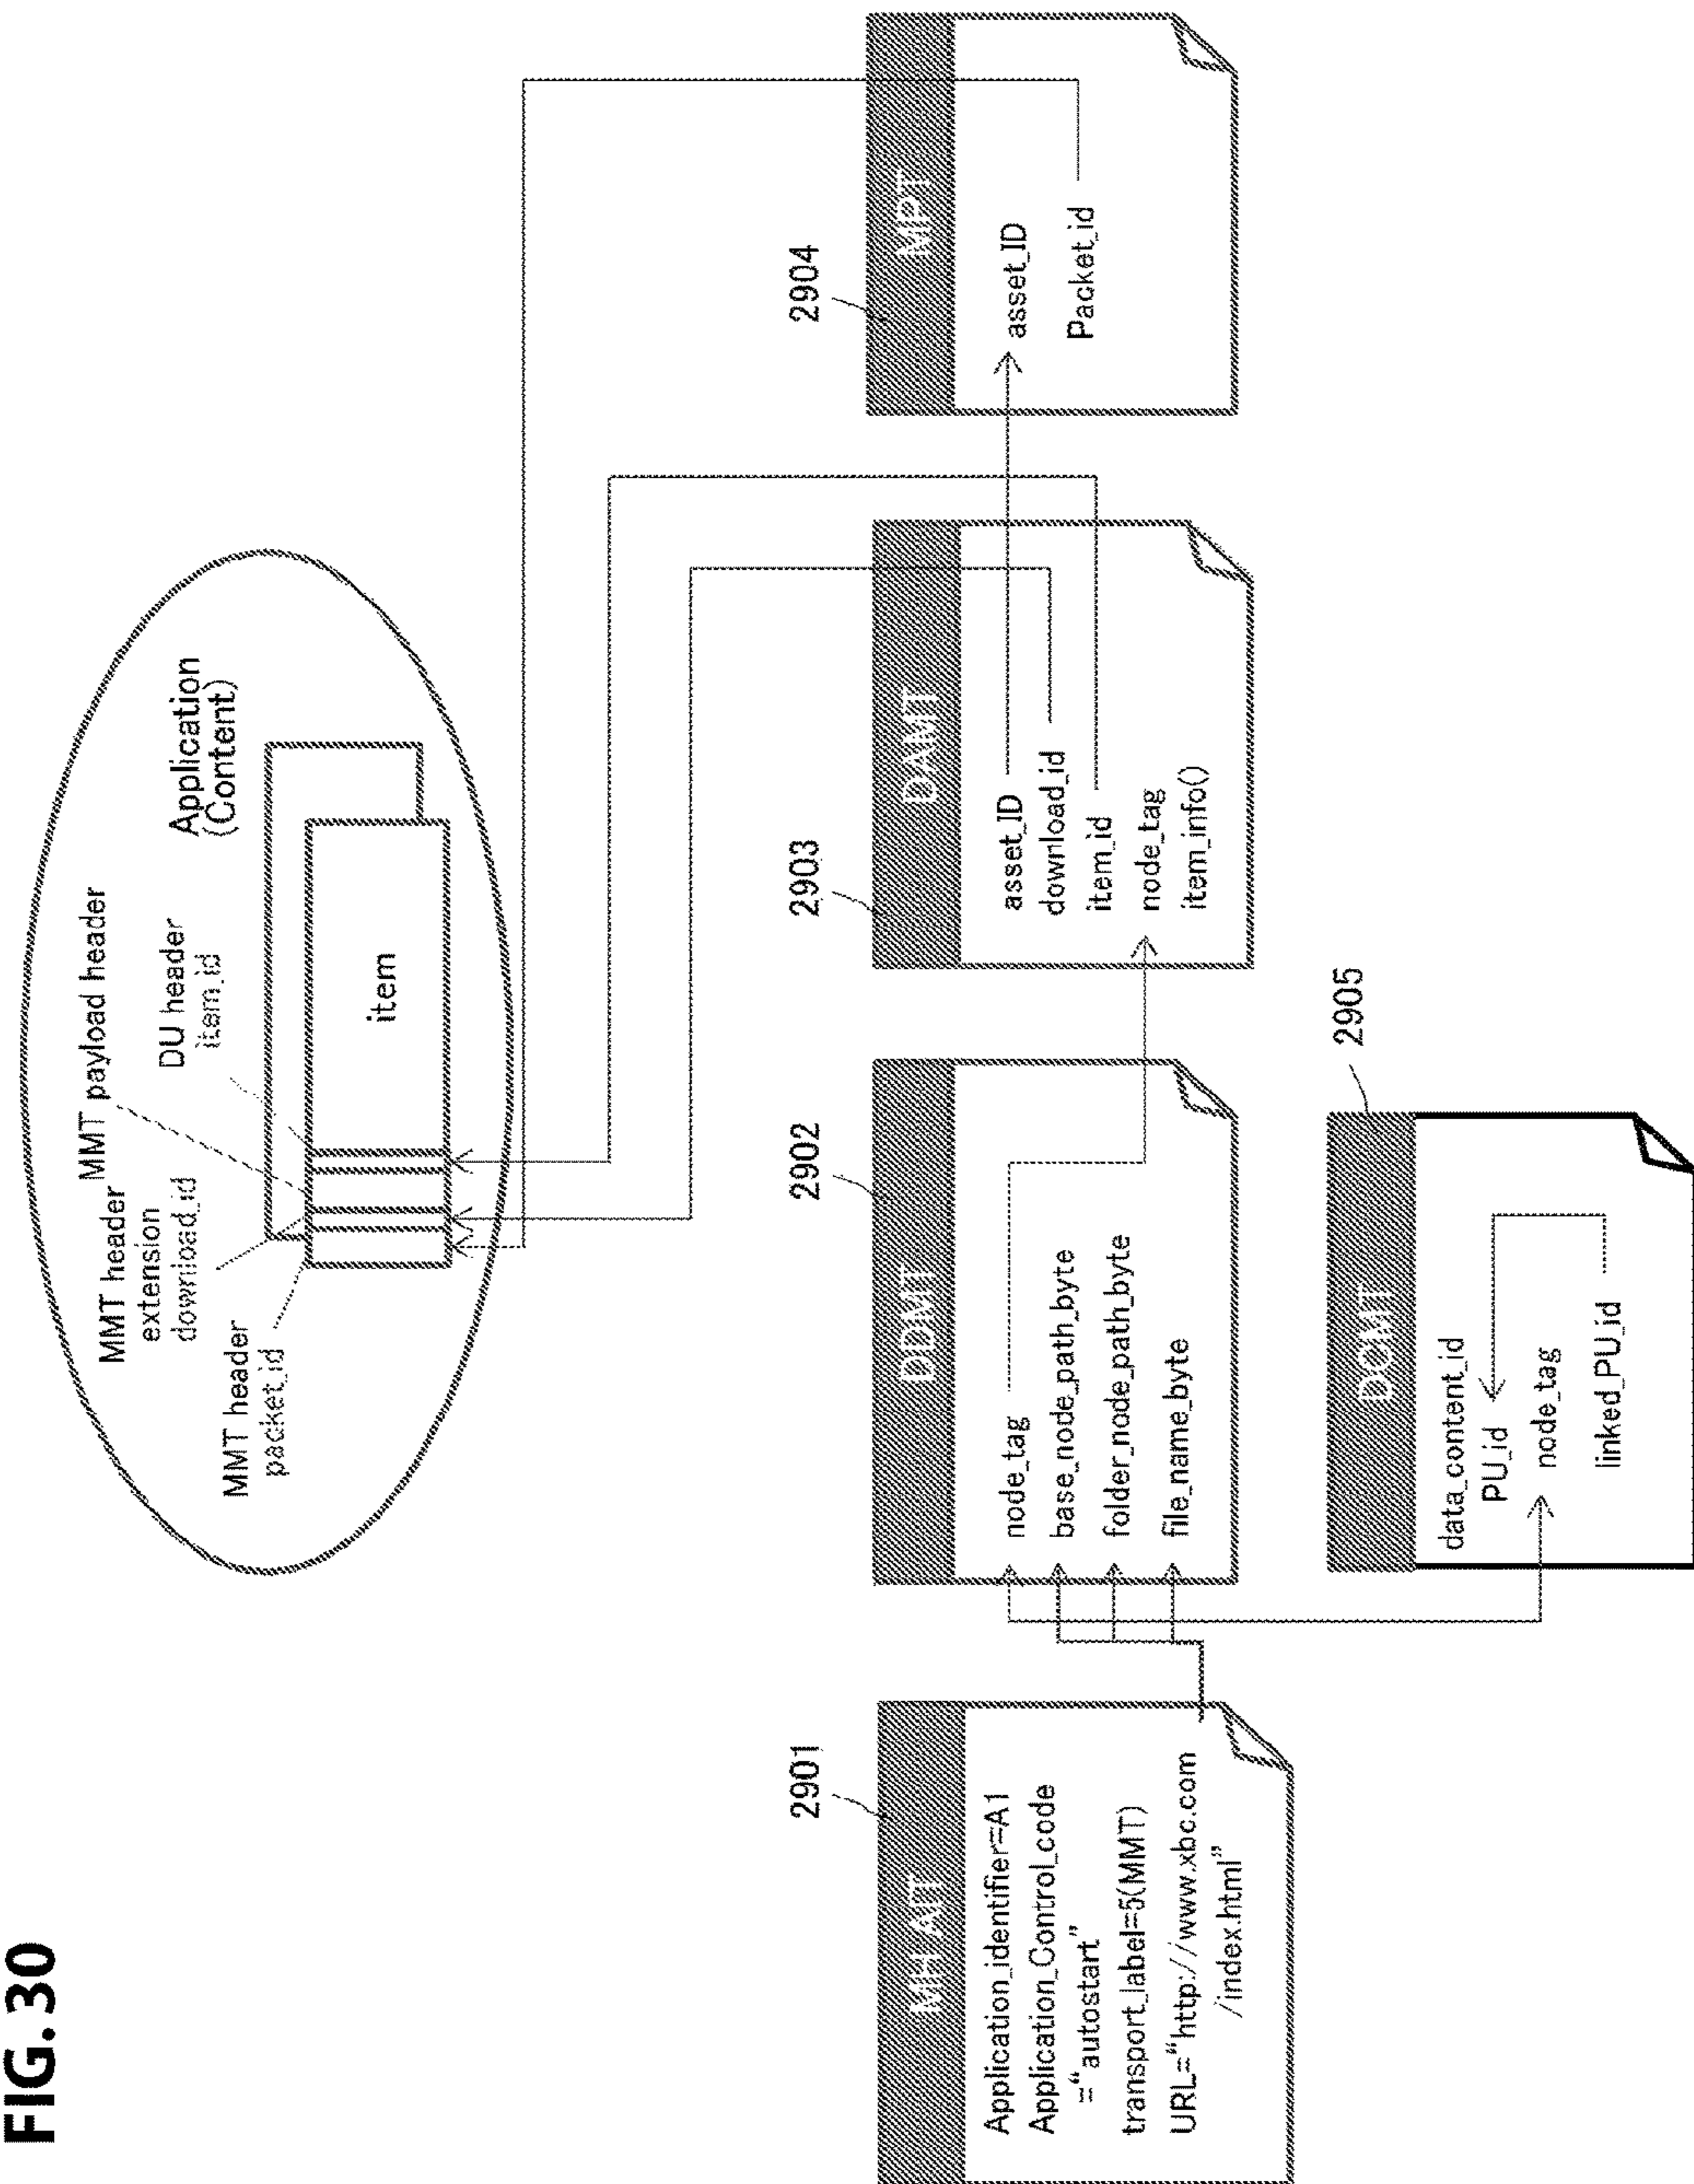 FIG. 30
MMT header
packet_id
MMT header
extension
download_id
MMT payload header
DU header
item_id
Application
(Content)
item
2901
MH AIT
Application_identifier=A1
Application_Control_code
="autostart"
transport_label=5(MMT)
URL="http://www.xbc.com
/index.html"
2902
DDMT
node_tag
base_node_path_byte
folder_node_path_byte
file_name_byte
2903
DAMT
asset_ID
download_id
item_id
node_tag
item_info()
2904
MPT
asset_ID
Packet_id
2905
DCMT
data_content_id
PU_id
node_tag
linked_PU_id